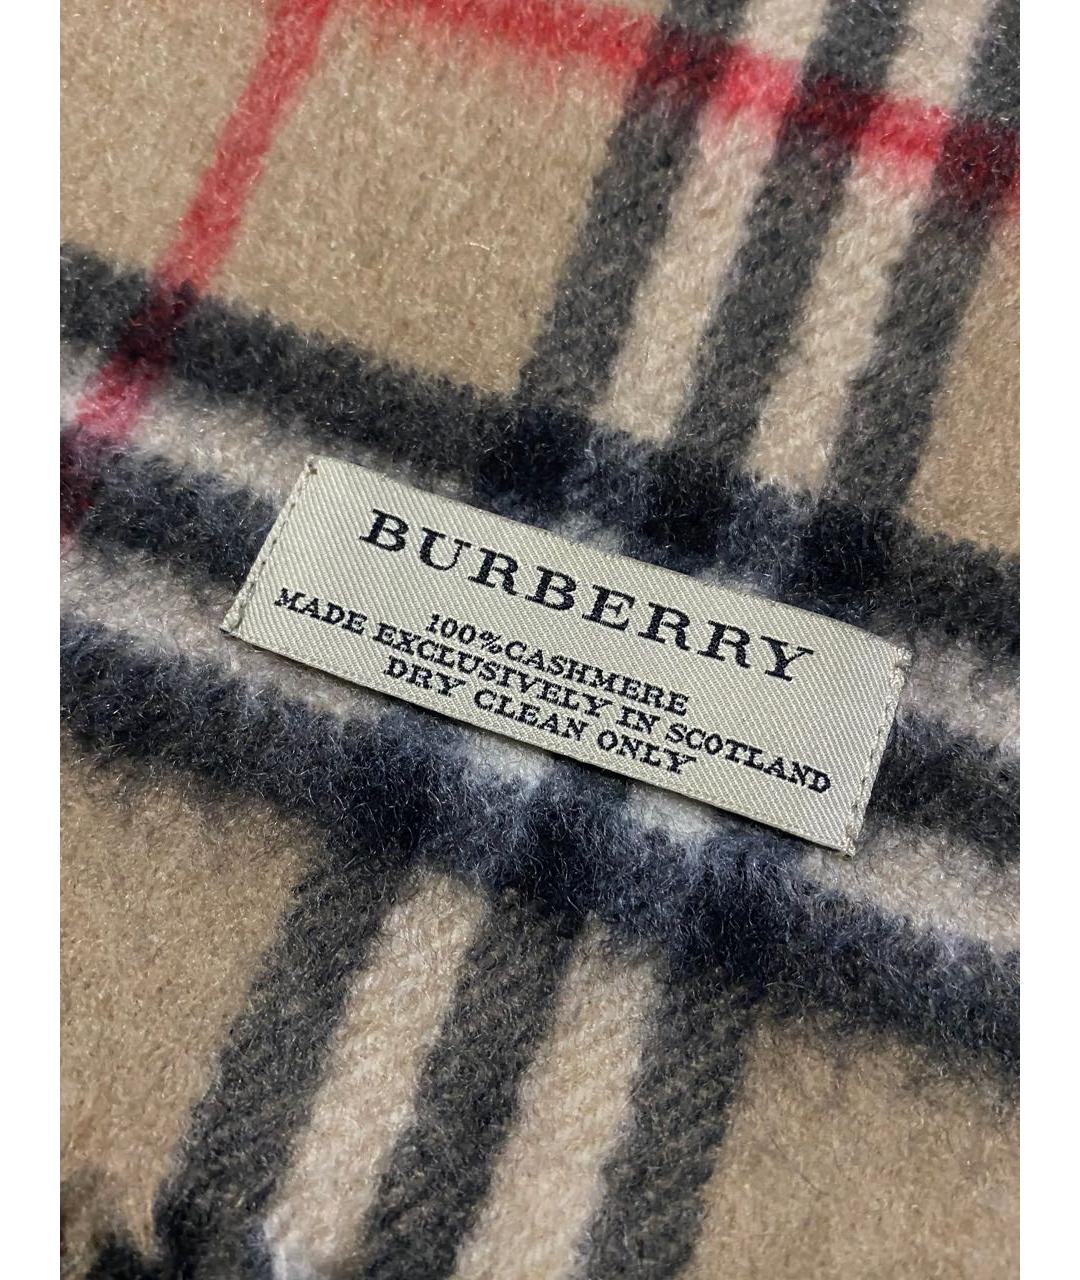 BURBERRY
100%CASHMERE
MADE EXCLUSIVELY IN SCOTLAND
DRY CLEAN ONLY